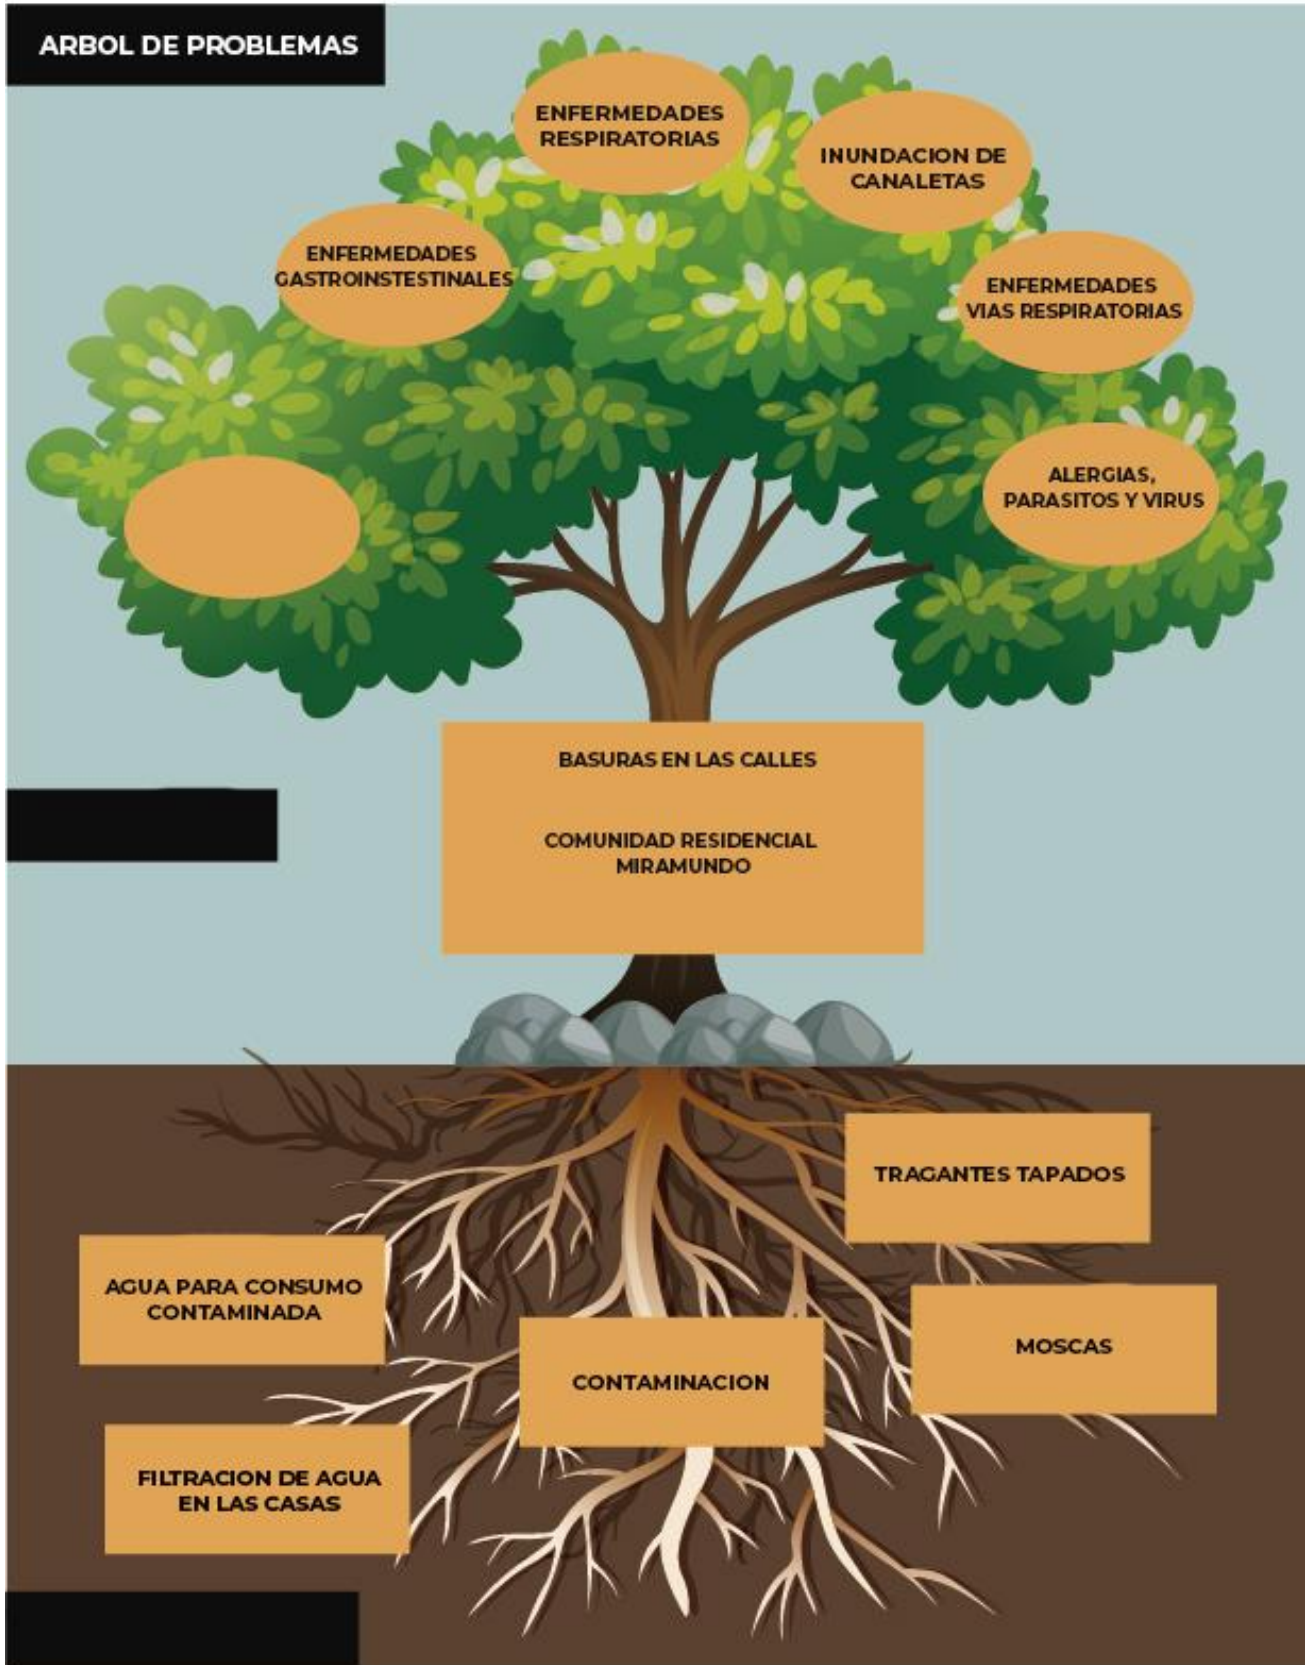 ARBOL DE PROBLEMAS
ENFERMEDADES
RESPIRATORIAS
INUNDACION DE
CANALETAS
ENFERMEDADES
GASTROINSTESTINALES
ENFERMEDADES
VIAS RESPIRATORIAS
ALERGIAS,
PARASITOS Y VIRUS
BASURAS EN LAS CALLES
COMUNIDAD RESIDENCIAL
MIRAMUNDO
TRAGANTES TAPADOS
AGUA PARA CONSUMO
CONTAMINADA
MOSCAS
CONTAMINACION
FILTRACION DE AGUA
EN LAS CASAS